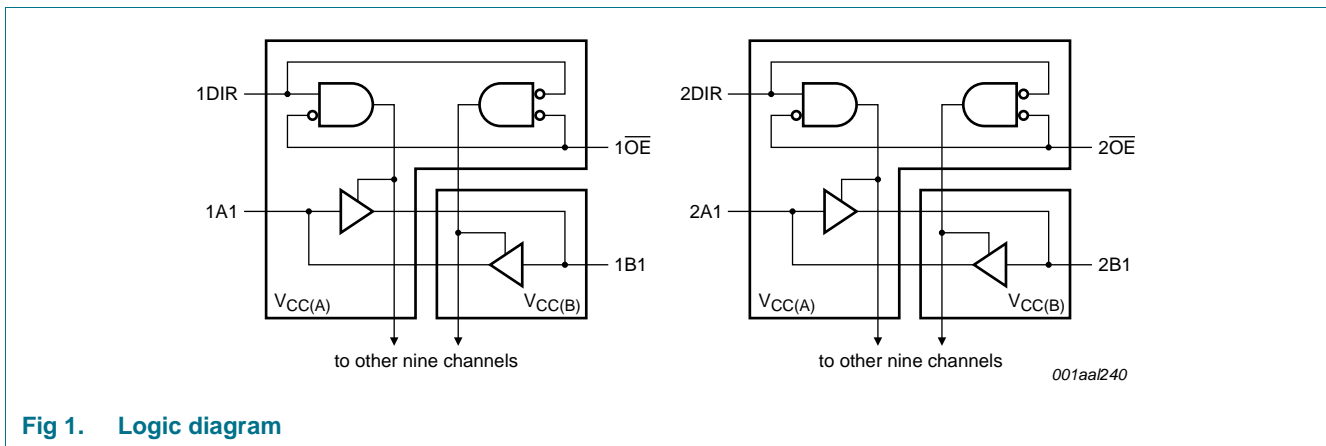 1DIR
1OE
1A1
1B1
VCC(A)
VCC(B)
to other nine channels
2DIR
2OE
2A1
2B1
VCC(A)
VCC(B)
to other nine channels
001aal240
Fig 1. Logic diagram